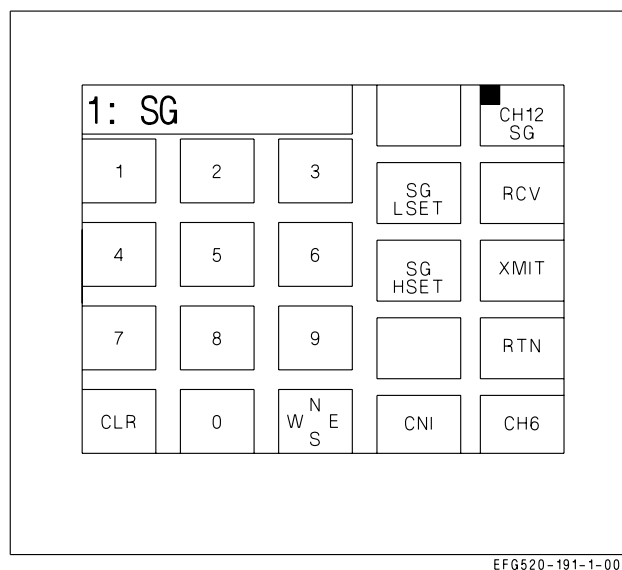 1: SG
CH12
SG
1
2
3
SG
LSET
RCV
4
5
6
SG
HSET
XMIT
7
8
9
RTN
CLR
0
N
W E
S
CNI
CH6
EFG520-191-1-00